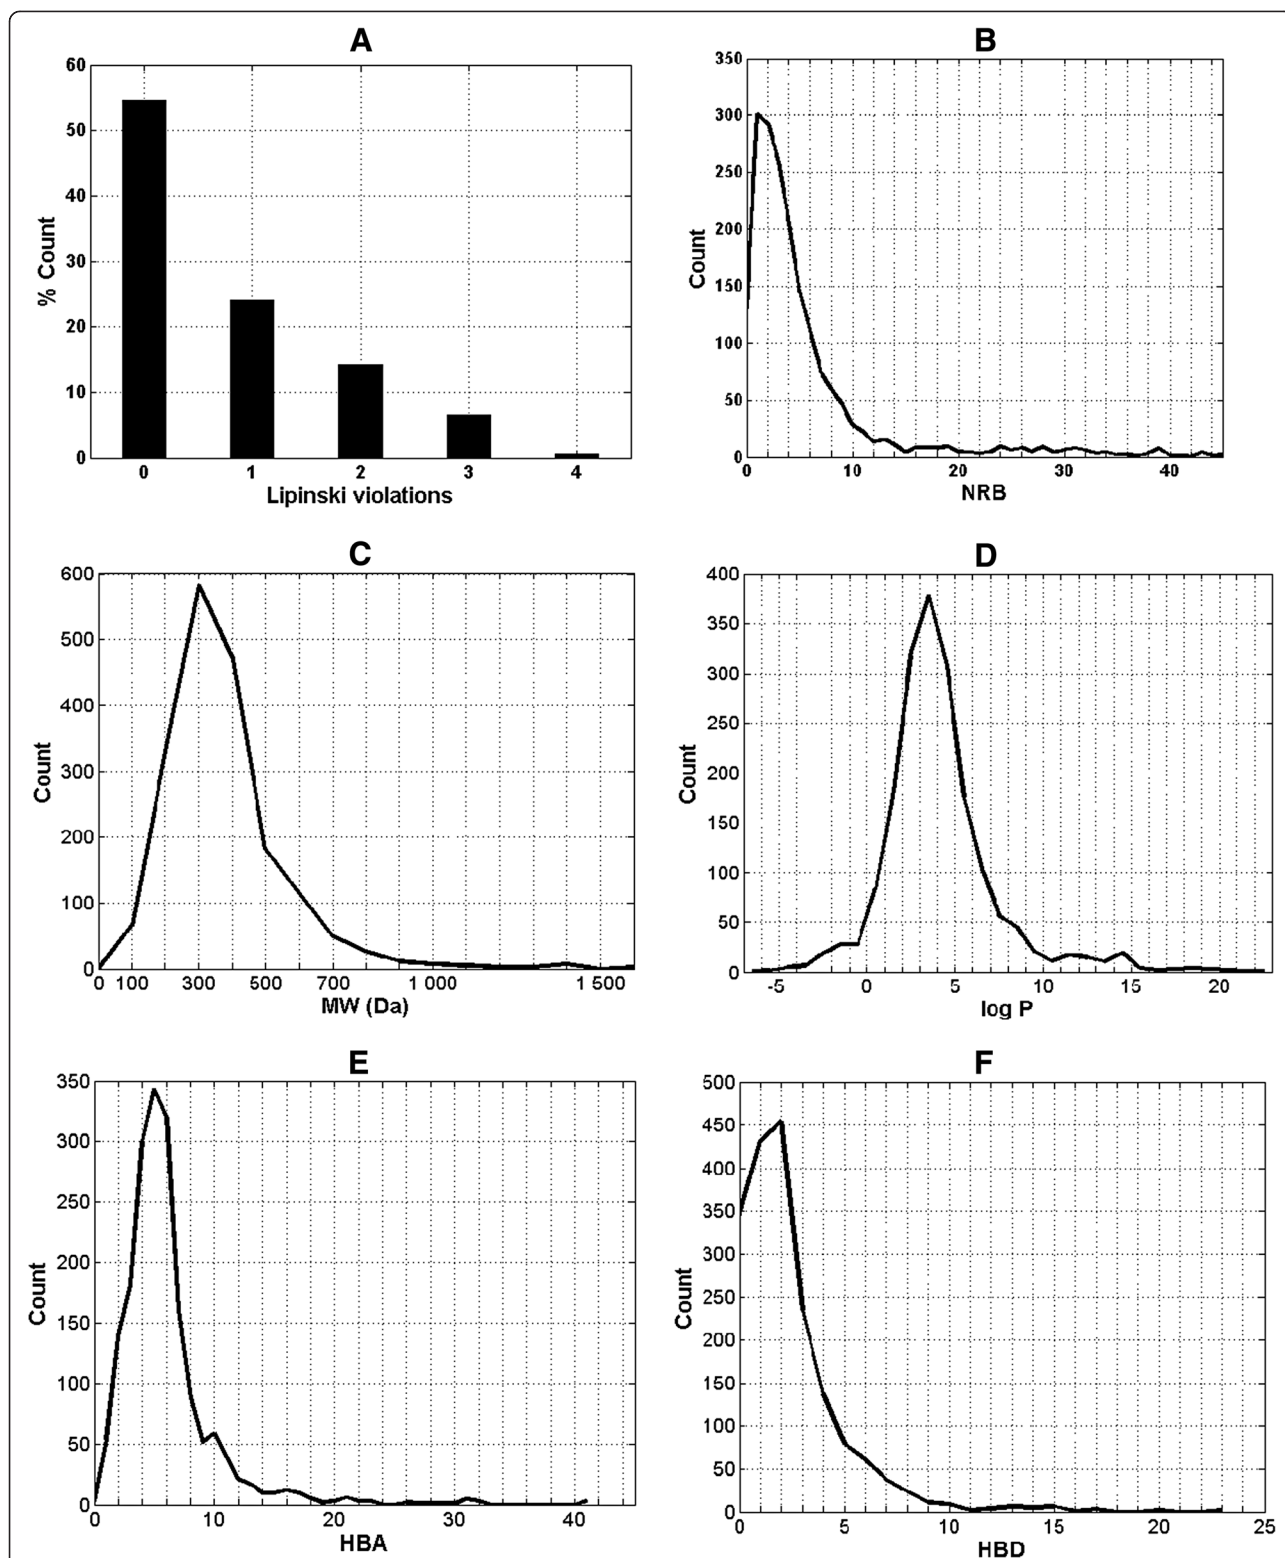 A
60
50
40
30
20
10
0
% Count
0 1 2 3 4
Lipinski violations
B
350
300
250
200
150
100
50
0
Count
0 10 20 30 40
NRB
C
600
500
400
300
200
100
0
Count
0 100 300 500 700 1 000 1 500
MW (Da)
D
400
350
300
250
200
150
100
50
0
Count
-5 0 5 10 15 20
log P
E
350
300
250
200
150
100
50
0
Count
0 10 20 30 40
HBA
F
500
450
400
350
300
250
200
150
100
50
0
Count
0 5 10 15 20 25
HBD